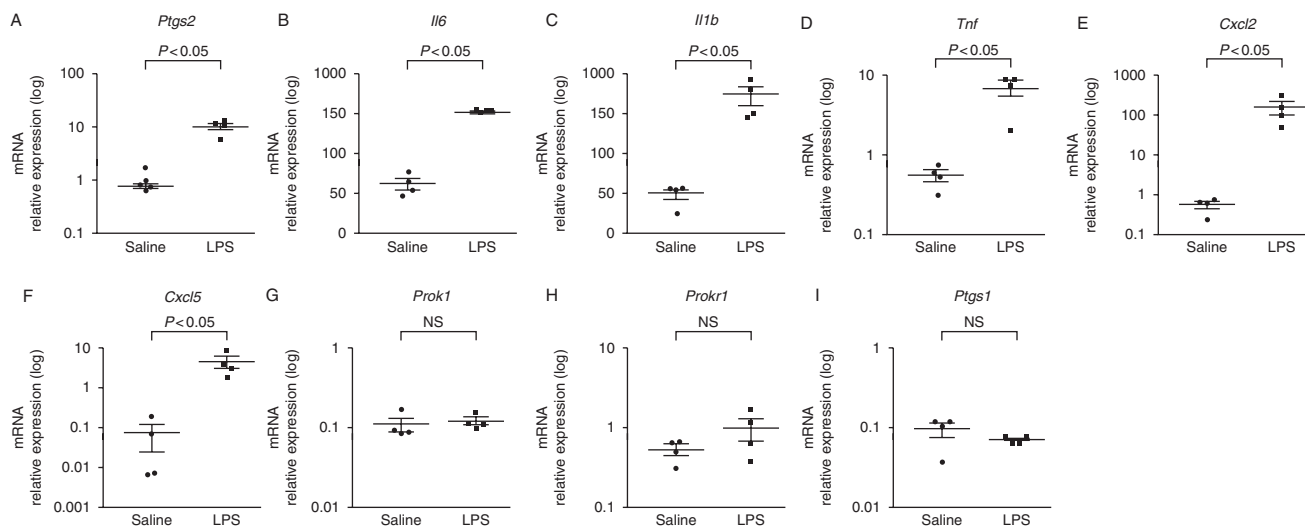 A
Ptgs2
P < 0.05
mRNA
relative expression (log)
100
10
1
0.1
Saline LPS
B
Il6
P < 0.05
mRNA
relative expression (log)
1000
500
100
50
0
Saline LPS
C
Il1b
P < 0.05
mRNA
relative expression (log)
1000
500
100
50
0
Saline LPS
D
Tnf
P < 0.05
mRNA
relative expression (log)
10
1
0.1
Saline LPS
E
Cxcl2
P < 0.05
mRNA
relative expression (log)
1000
100
10
1
0.1
Saline LPS
F
Cxcl5
P < 0.05
mRNA
relative expression (log)
10
1
0.1
0.01
0.001
Saline LPS
G
Prok1
NS
mRNA
relative expression (log)
1
0.1
0.01
Saline LPS
H
Prokr1
NS
mRNA
relative expression (log)
10
1
0.1
Saline LPS
I
Ptgs1
NS
mRNA
relative expression (log)
1
0.1
0.01
Saline LPS